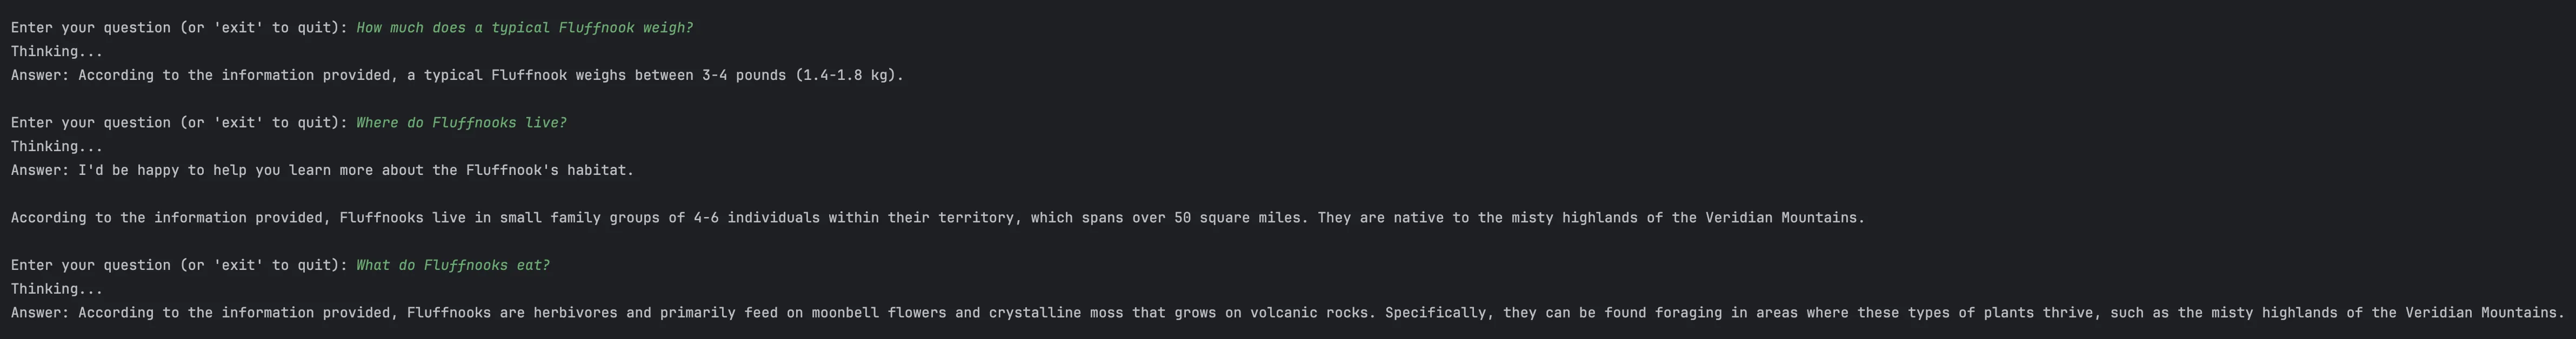 Enter your question (or 'exit' to quit): How much does a typical Fluffnook weigh?
Thinking...
Answer: According to the information provided, a typical Fluffnook weighs between 3-4 pounds (1.4-1.8 kg).
Enter your question (or 'exit' to quit): Where do Fluffnooks live?
Thinking...
Answer: I'd be happy to help you learn more about the Fluffnook's habitat.
According to the information provided, Fluffnooks live in small family groups of 4-6 individuals within their territory, which spans over 50 square miles. They are native to the misty highlands of the Veridian Mountains.
Enter your question (or 'exit' to quit): What do Fluffnooks eat?
Thinking...
Answer: According to the information provided, Fluffnooks are herbivores and primarily feed on moonbell flowers and crystalline moss that grows on volcanic rocks. Specifically, they can be found foraging in areas where these types of plants thrive, such as the misty highlands of the Veridian Mountains.